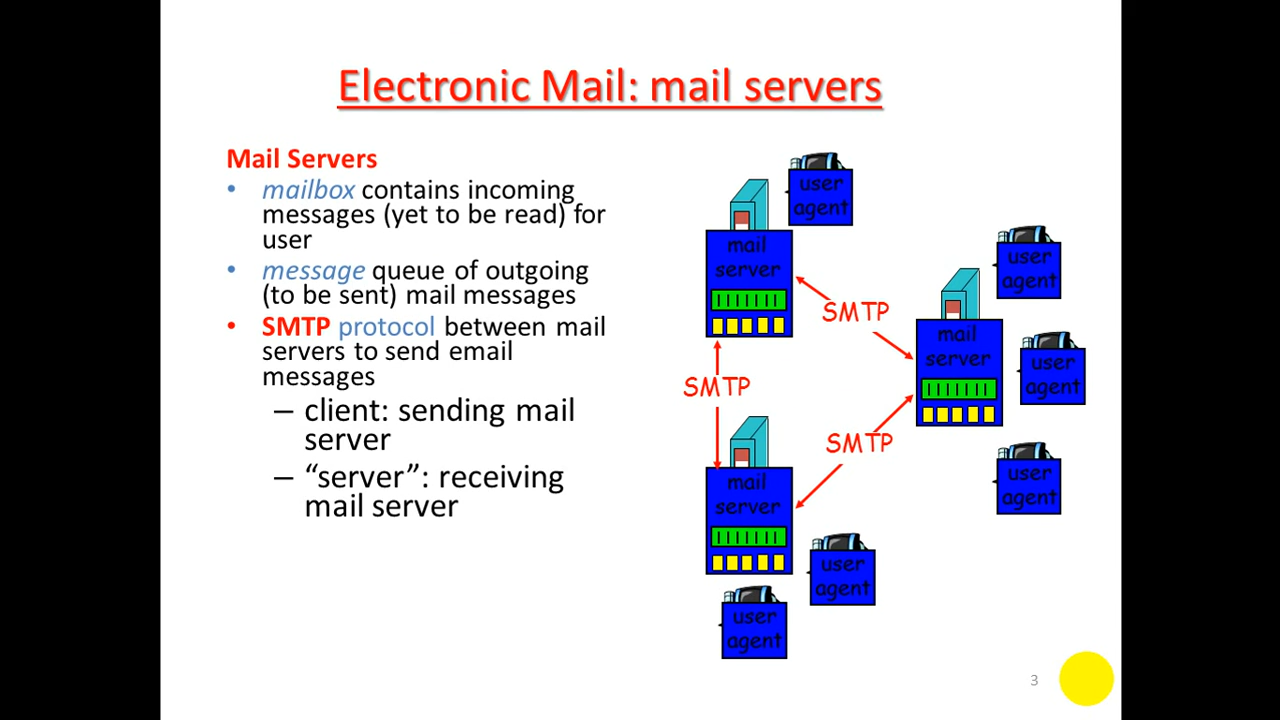 Electronic Mail: mail servers
Mail Servers
• mailbox contains incoming
messages (yet to be read) for
user
• message queue of outgoing
(to be sent) mail messages
• SMTP protocol between mail
servers to send email
messages
– client: sending mail
server
– “server”: receiving
mail server
user
agent
mail
server
SMTP
user
agent
mail
server
user
agent
SMTP
SMTP
user
agent
mail
server
user
agent
user
agent
3